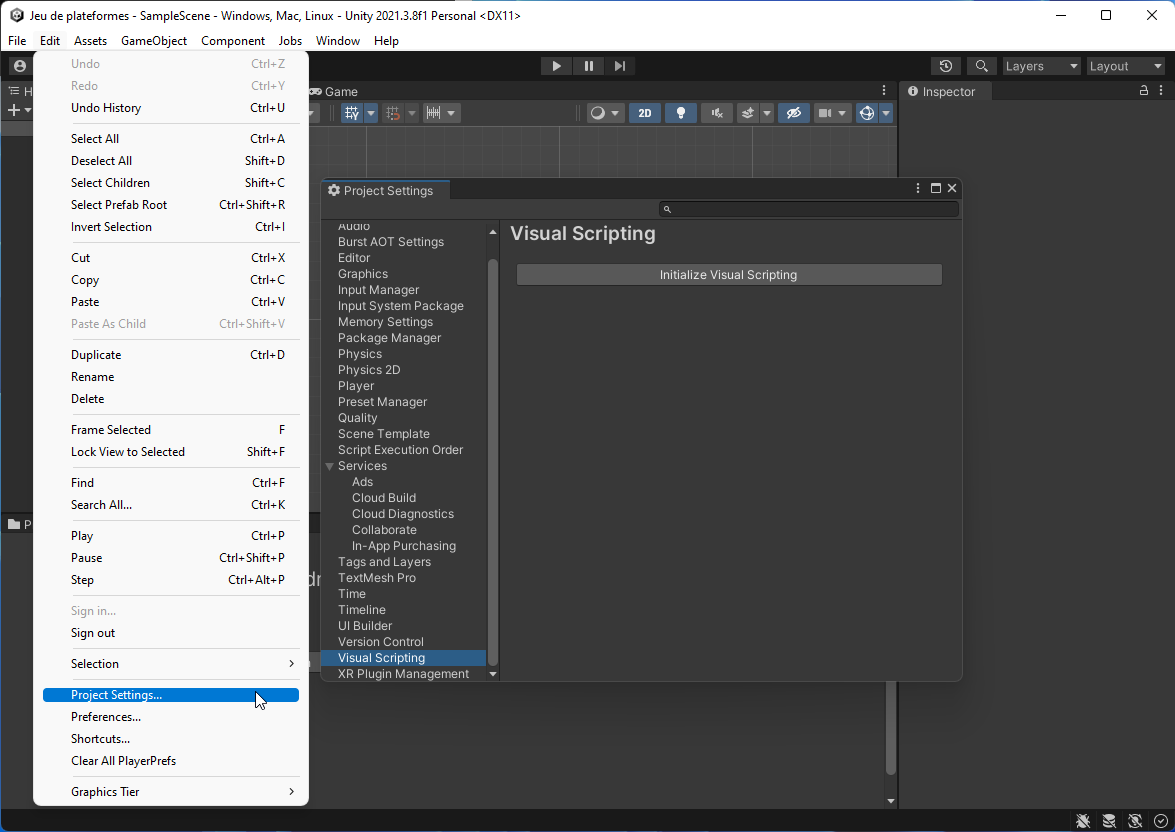 Jeu de plateformes - SampleScene - Windows, Mac, Linux - Unity 2021.3.8f1 Personal <DX11>
File Edit Assets GameObject Component Jobs Window Help
Layers Layout
H
Game
Inspector
2D
Undo Ctrl+Z
Redo Ctrl+Y
Undo History Ctrl+U
Select All Ctrl+A
Deselect All Shift+D
Select Children Shift+C
Select Prefab Root Ctrl+Shift+R
Invert Selection Ctrl+I
Cut Ctrl+X
Copy Ctrl+C
Paste Ctrl+V
Paste As Child Ctrl+Shift+V
Duplicate Ctrl+D
Rename
Delete
Frame Selected F
Lock View to Selected Shift+F
Find Ctrl+F
Search All... Ctrl+K
Play Ctrl+P
Pause Ctrl+Shift+P
Step Ctrl+Alt+P
Sign in...
Sign out
Selection
Project Settings...
Preferences...
Shortcuts...
Clear All PlayerPrefs
Graphics Tier
P
Project Settings
Audio
Burst AOT Settings
Editor
Graphics
Input Manager
Input System Package
Memory Settings
Package Manager
Physics
Physics 2D
Player
Preset Manager
Quality
Scene Template
Script Execution Order
Services
Ads
Cloud Build
Cloud Diagnostics
Collaborate
In-App Purchasing
Tags and Layers
TextMesh Pro
Time
Timeline
UI Builder
Version Control
Visual Scripting
XR Plugin Management
Visual Scripting
Initialize Visual Scripting